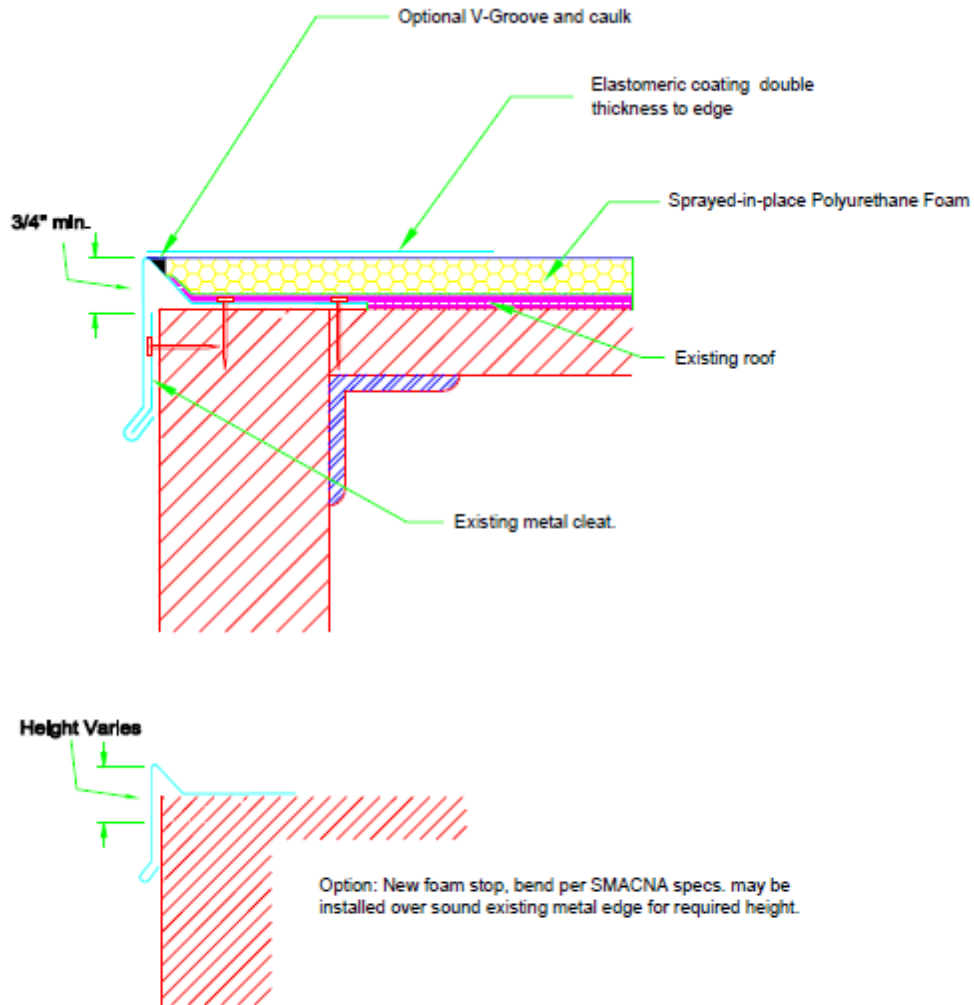 Optional V-Groove and caulk
Elastomeric coating double
thickness to edge
Sprayed-in-place Polyurethane Foam
3/4" min.
Existing roof
Existing metal cleat.
Height Varies
Option: New foam stop, bend per SMACNA specs. may be
installed over sound existing metal edge for required height.